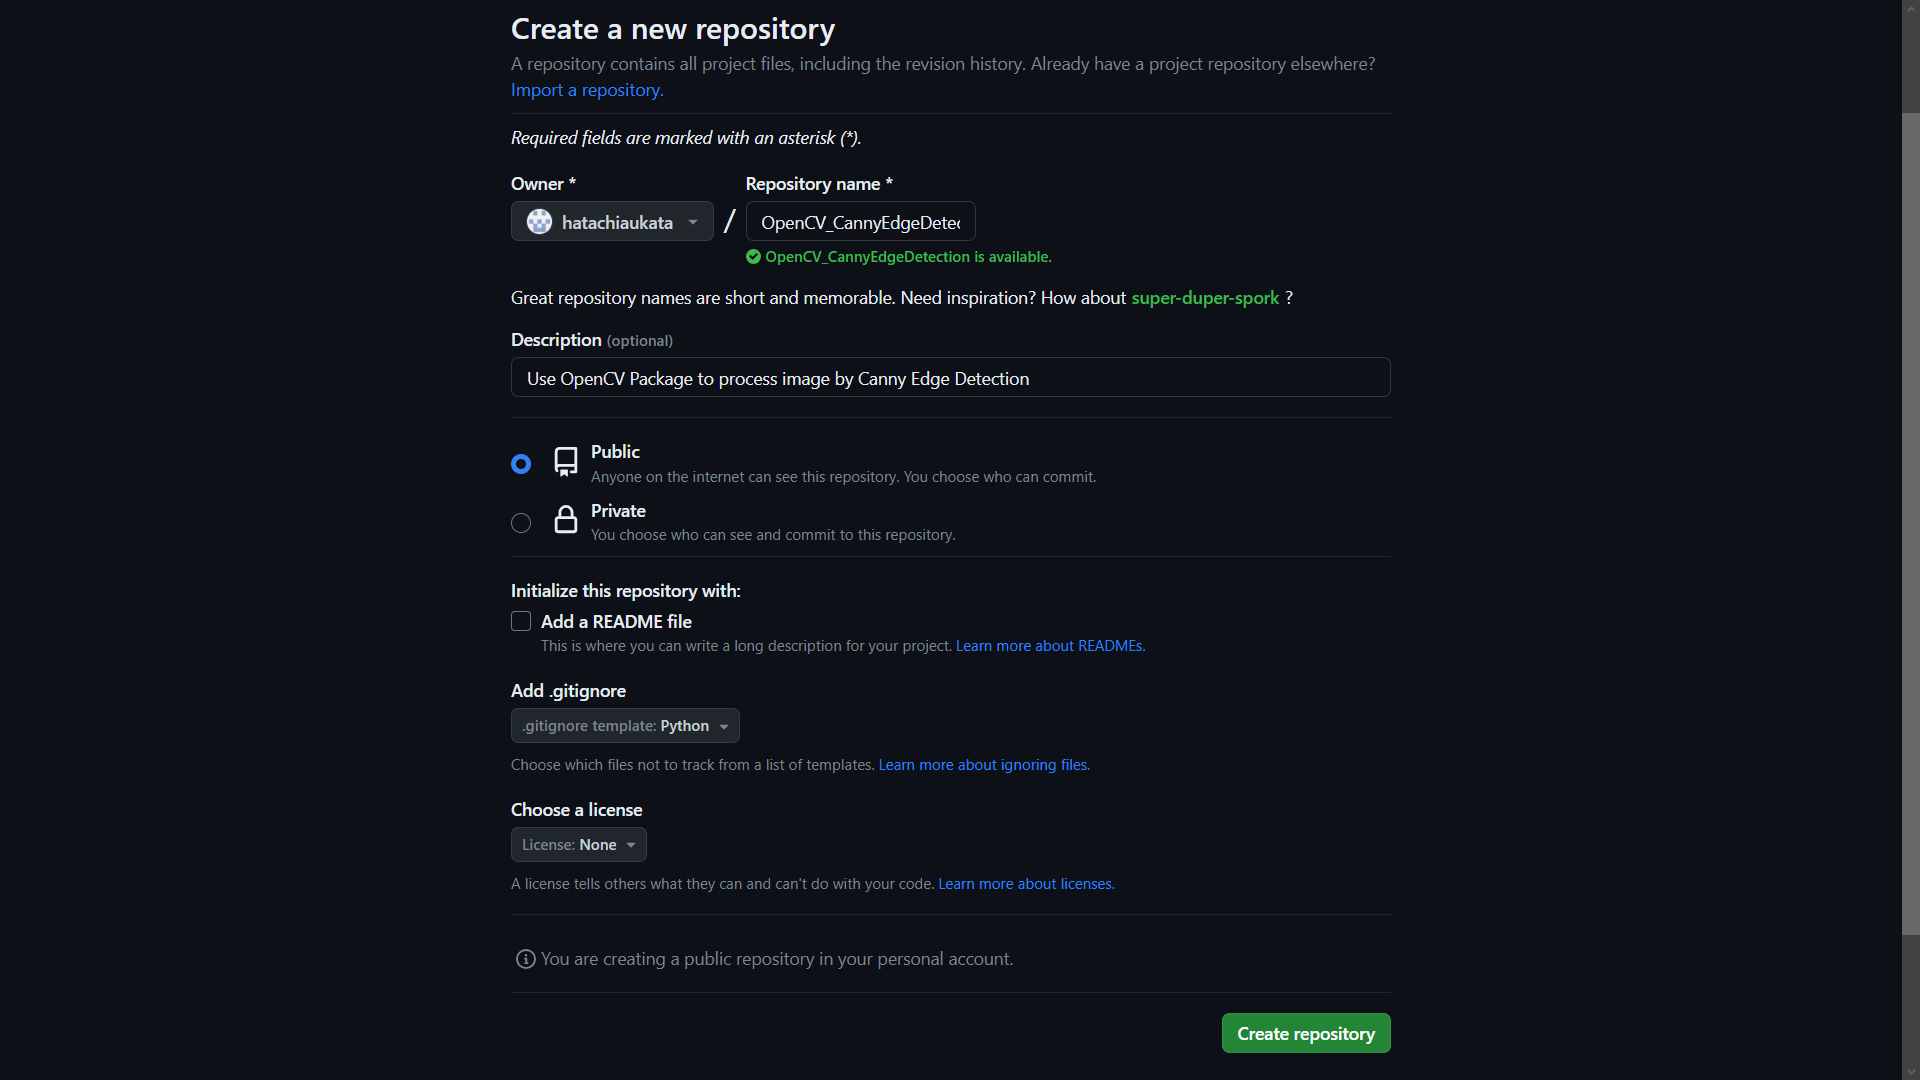 Create a new repository
A repository contains all project files, including the revision history. Already have a project repository elsewhere?
Import a repository.
Required fields are marked with an asterisk (*).
Owner *
Repository name *
hatachiaukata
/
OpenCV_CannyEdgeDetec
OpenCV_CannyEdgeDetection is available.
Great repository names are short and memorable. Need inspiration? How about super-duper-spork ?
Description (optional)
Use OpenCV Package to process image by Canny Edge Detection
Public
Anyone on the internet can see this repository. You choose who can commit.
Private
You choose who can see and commit to this repository.
Initialize this repository with:
Add a README file
This is where you can write a long description for your project. Learn more about READMEs.
Add .gitignore
.gitignore template: Python
Choose which files not to track from a list of templates. Learn more about ignoring files.
Choose a license
License: None
A license tells others what they can and can't do with your code. Learn more about licenses.
You are creating a public repository in your personal account.
Create repository